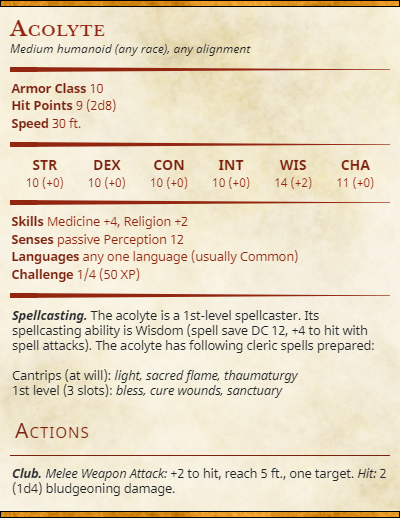 Acolyte
Medium humanoid (any race), any alignment
Armor Class 10
Hit Points 9 (2d8)
Speed 30 ft.
STR DEX CON INT WIS CHA
10 (+0) 10 (+0) 10 (+0) 10 (+0) 14 (+2) 11 (+0)
Skills Medicine +4, Religion +2
Senses passive Perception 12
Languages any one language (usually Common)
Challenge 1/4 (50 XP)
Spellcasting. The acolyte is a 1st-level spellcaster. Its
spellcasting ability is Wisdom (spell save DC 12, +4 to hit with
spell attacks). The acolyte has following cleric spells prepared:
Cantrips (at will): light, sacred flame, thaumaturgy
1st level (3 slots): bless, cure wounds, sanctuary
Actions
Club. Melee Weapon Attack: +2 to hit, reach 5 ft., one target. Hit: 2
(1d4) bludgeoning damage.